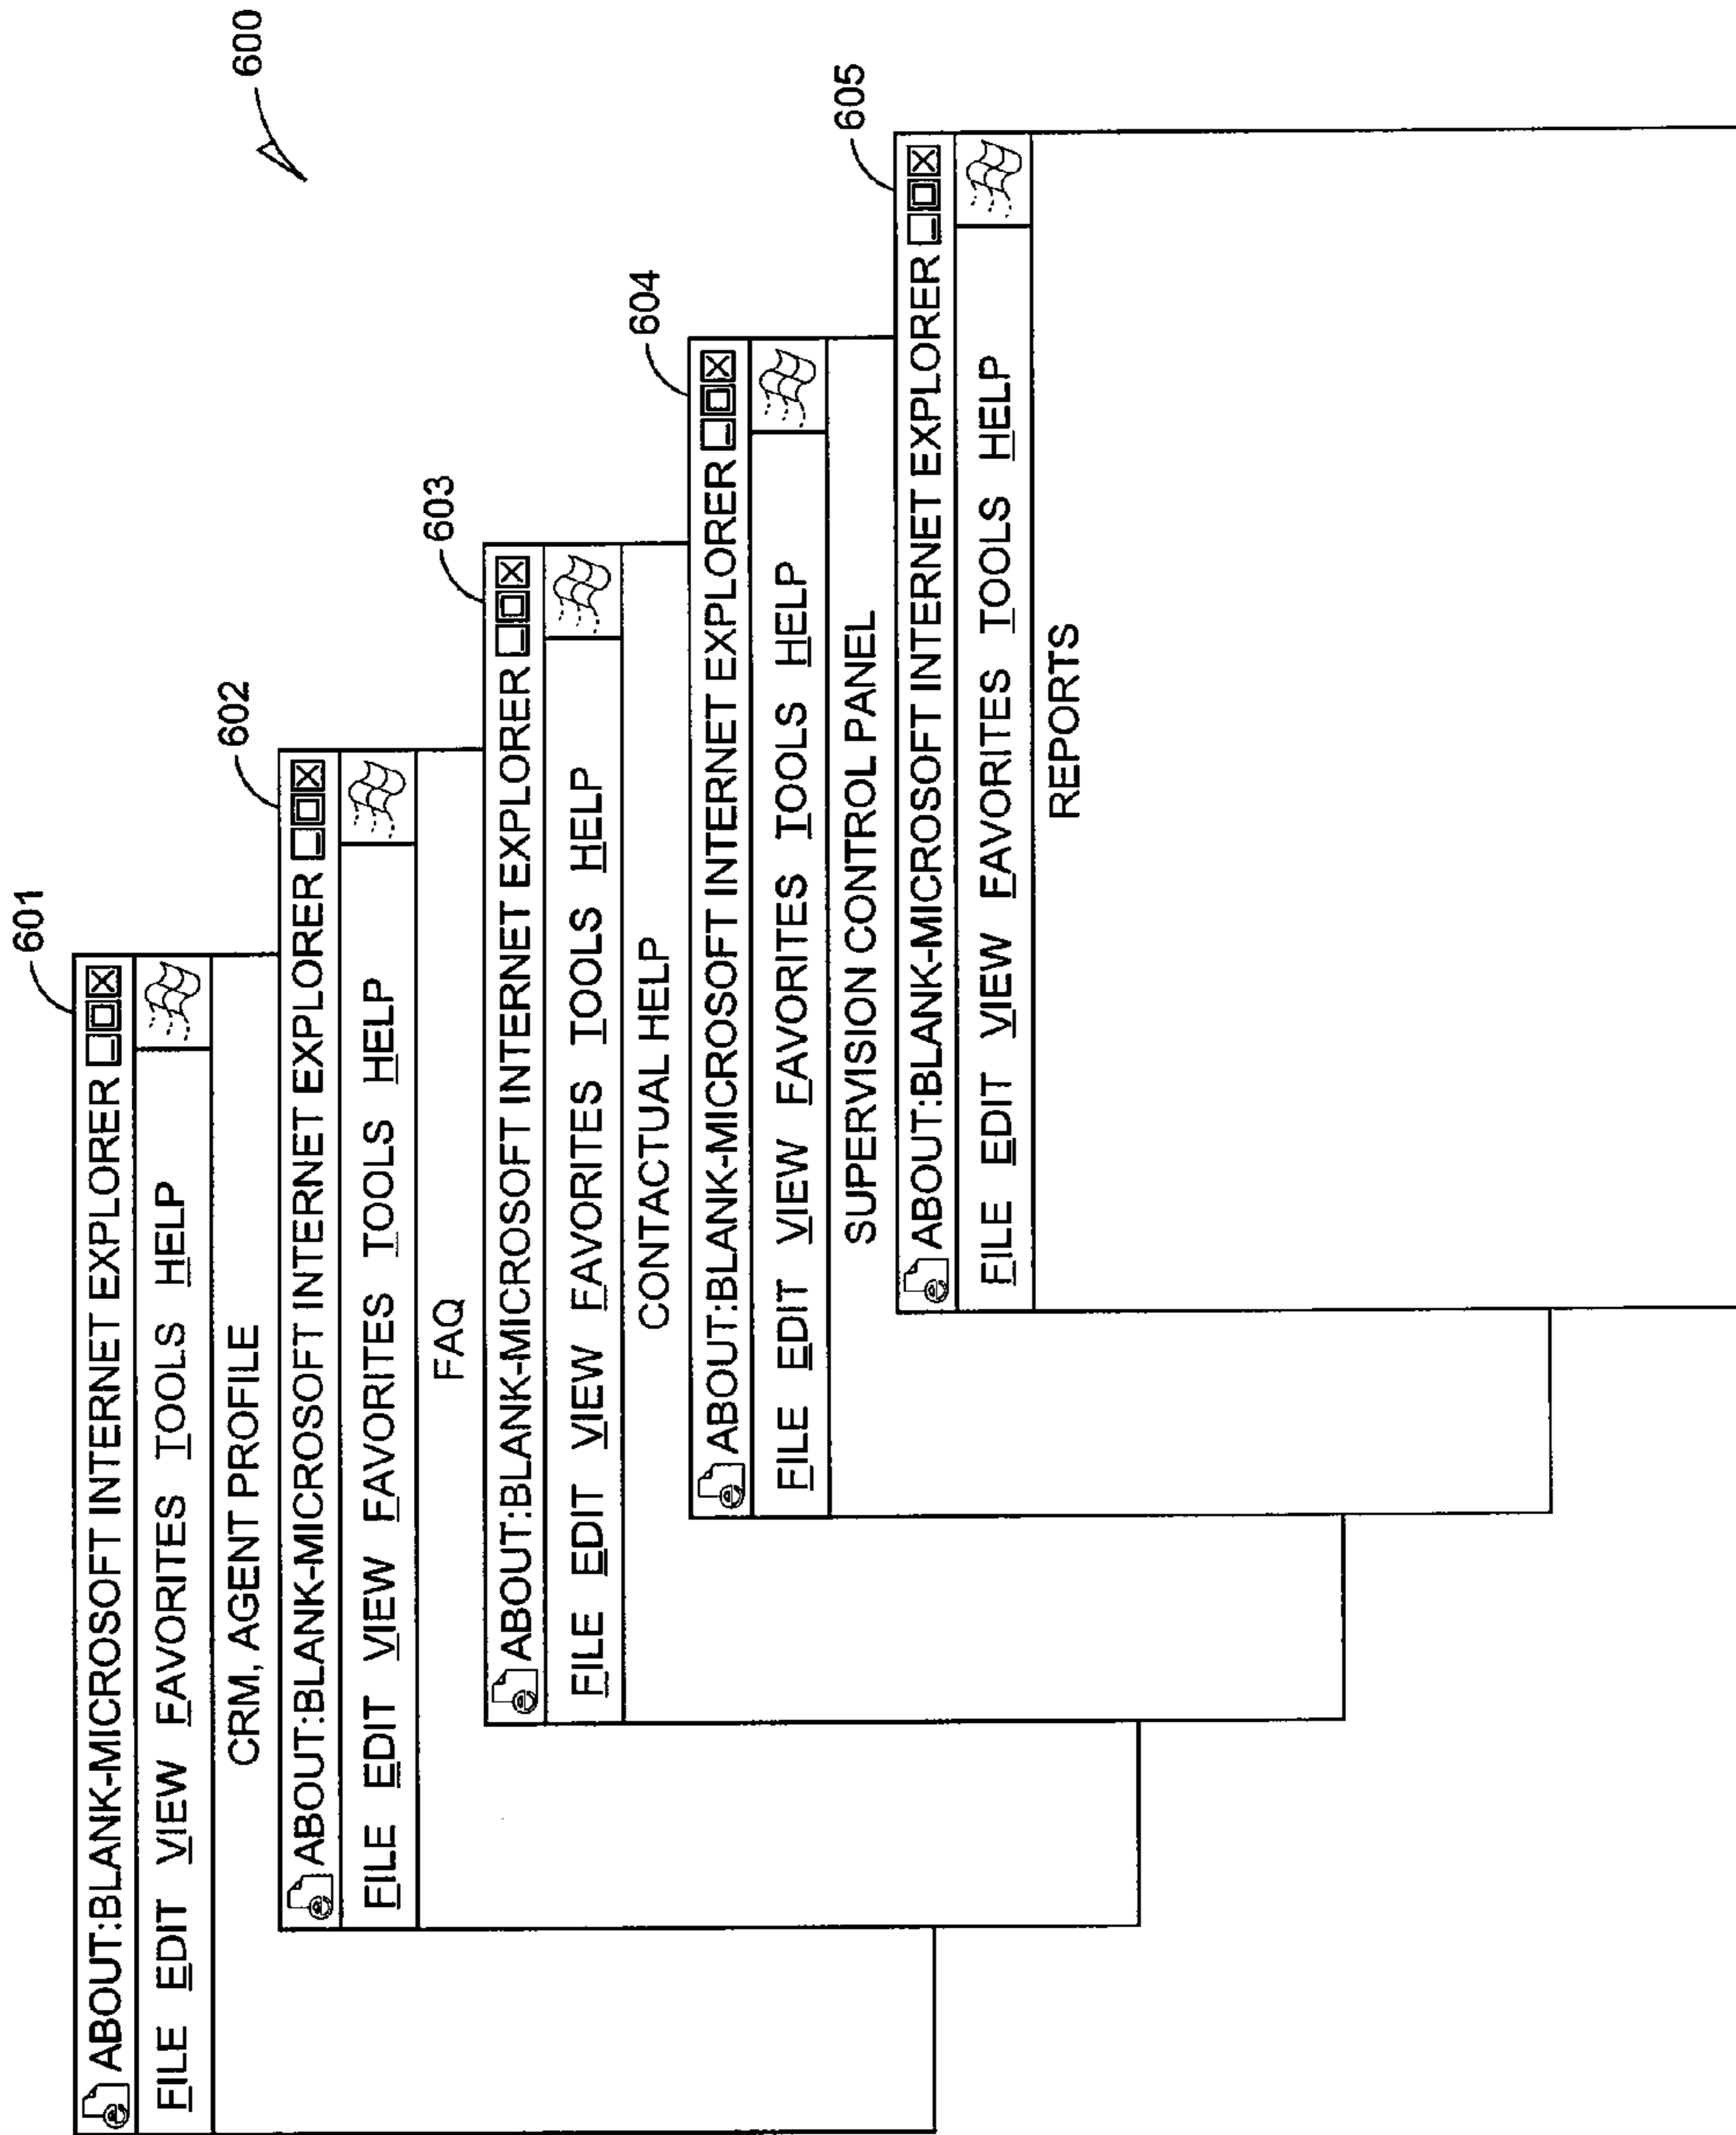 600
601
ABOUT:BLANK-MICROSOFT INTERNET EXPLORER
FILE EDIT VIEW FAVORITES TOOLS HELP
CRM, AGENT PROFILE
602
ABOUT:BLANK-MICROSOFT INTERNET EXPLORER
FILE EDIT VIEW FAVORITES TOOLS HELP
FAQ
603
ABOUT:BLANK-MICROSOFT INTERNET EXPLORER
FILE EDIT VIEW FAVORITES TOOLS HELP
CONTACTUAL HELP
604
ABOUT:BLANK-MICROSOFT INTERNET EXPLORER
FILE EDIT VIEW FAVORITES TOOLS HELP
SUPERVISION CONTROL PANEL
605
ABOUT:BLANK-MICROSOFT INTERNET EXPLORER
FILE EDIT VIEW FAVORITES TOOLS HELP
REPORTS